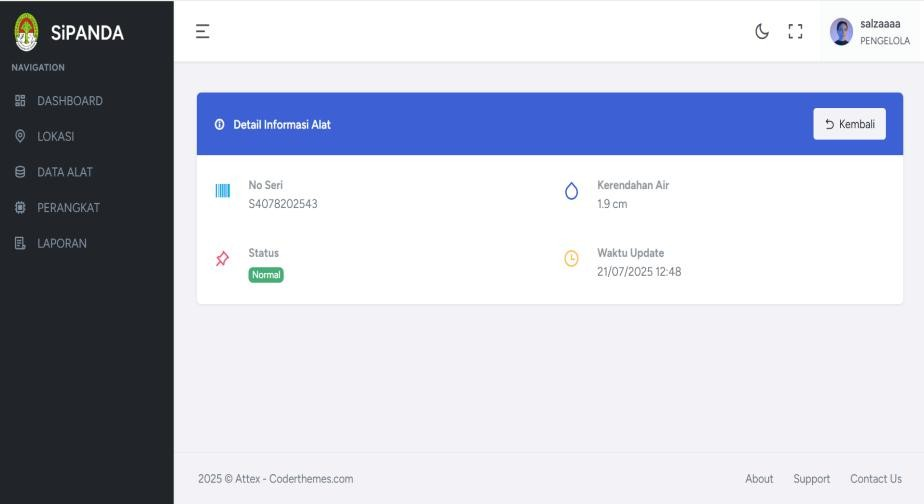 SiPANDA
NAVIGATION
DASHBOARD
LOKASI
DATA ALAT
PERANGKAT
LAPORAN
salzaaaa
PENGELOLA
Detail Informasi Alat
Kembali
No Seri
S4078202543
Kerendahan Air
1.9 cm
Status
Normal
Waktu Update
21/07/2025 12:48
2025 © Attex - Coderthemes.com
About Support Contact Us